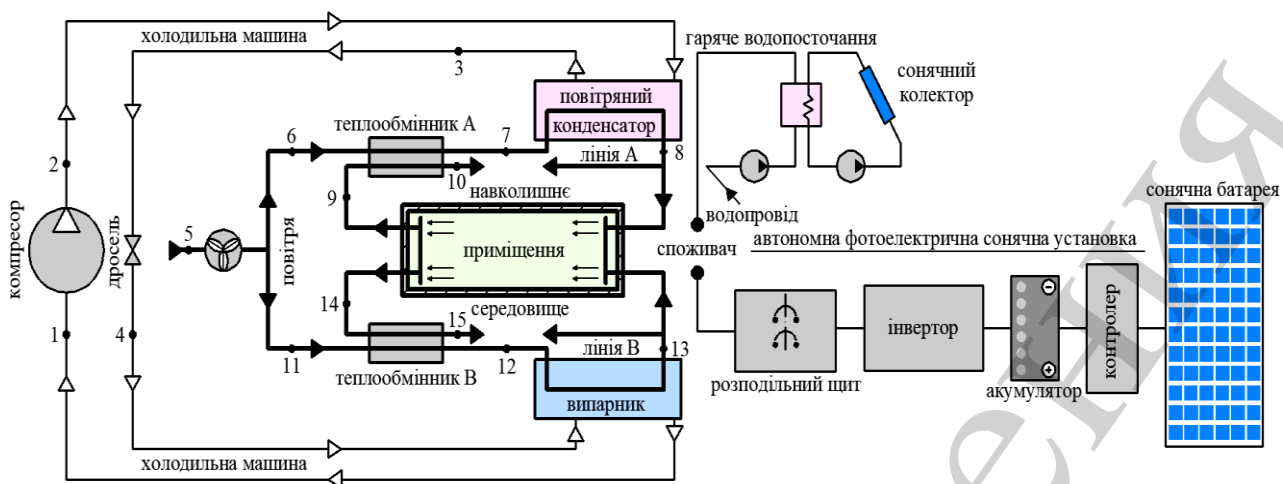 холодильна машина
3
гаряче водопосточання
сонячний
колектор
повітряний
конденсатор
теплообмінник А
6
7
8
лінія А
10
2
9
навколишнє
водопровід
сонячна батарея
компресор
дросель
5
повітря
приміщення
споживач
автономна фотоелектрична сонячна установка
14
середовище
15
1
4
11
12
13
лінія В
теплообмінник В
випарник
розподільний щит
інвертор
акумулятор
контролер
холодильна машина
ения